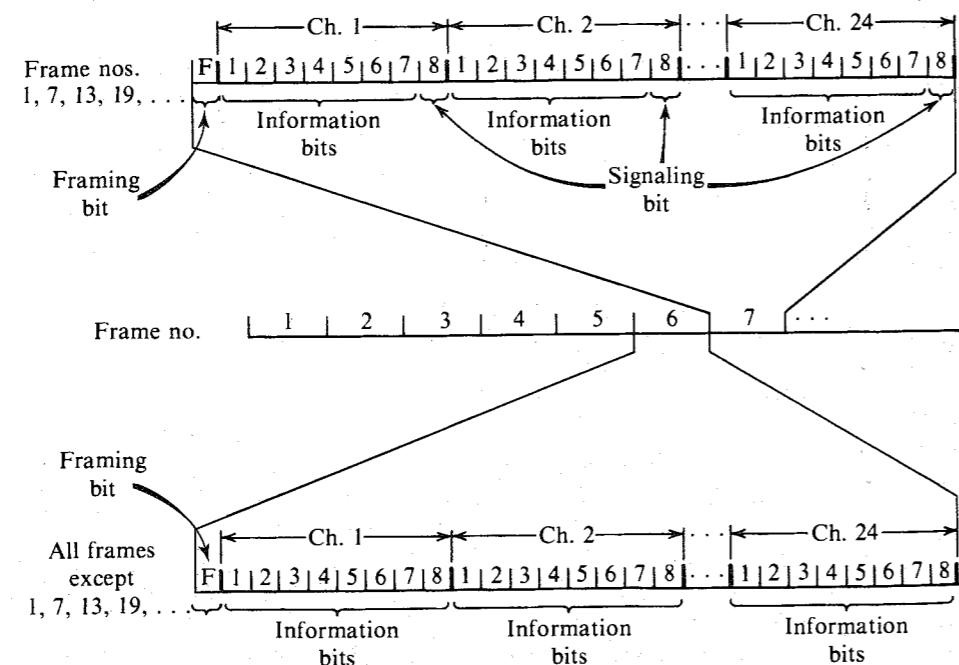 Ch. 1 Ch. 2 ... Ch. 24
Frame nos. F 1 2 3 4 5 6 7 8 1 2 3 4 5 6 7 8 ... 1 2 3 4 5 6 7 8
1, 7, 13, 19, ...
Information Information Information
bits bits bits
Framing Signaling
bit bit
Frame no. 1 2 3 4 5 6 7 ...
Framing
bit
Ch. 1 Ch. 2 ... Ch. 24
All frames
except F 1 2 3 4 5 6 7 8 1 2 3 4 5 6 7 8 ... 1 2 3 4 5 6 7 8
1, 7, 13, 19, ...
Information Information Information
bits bits bits